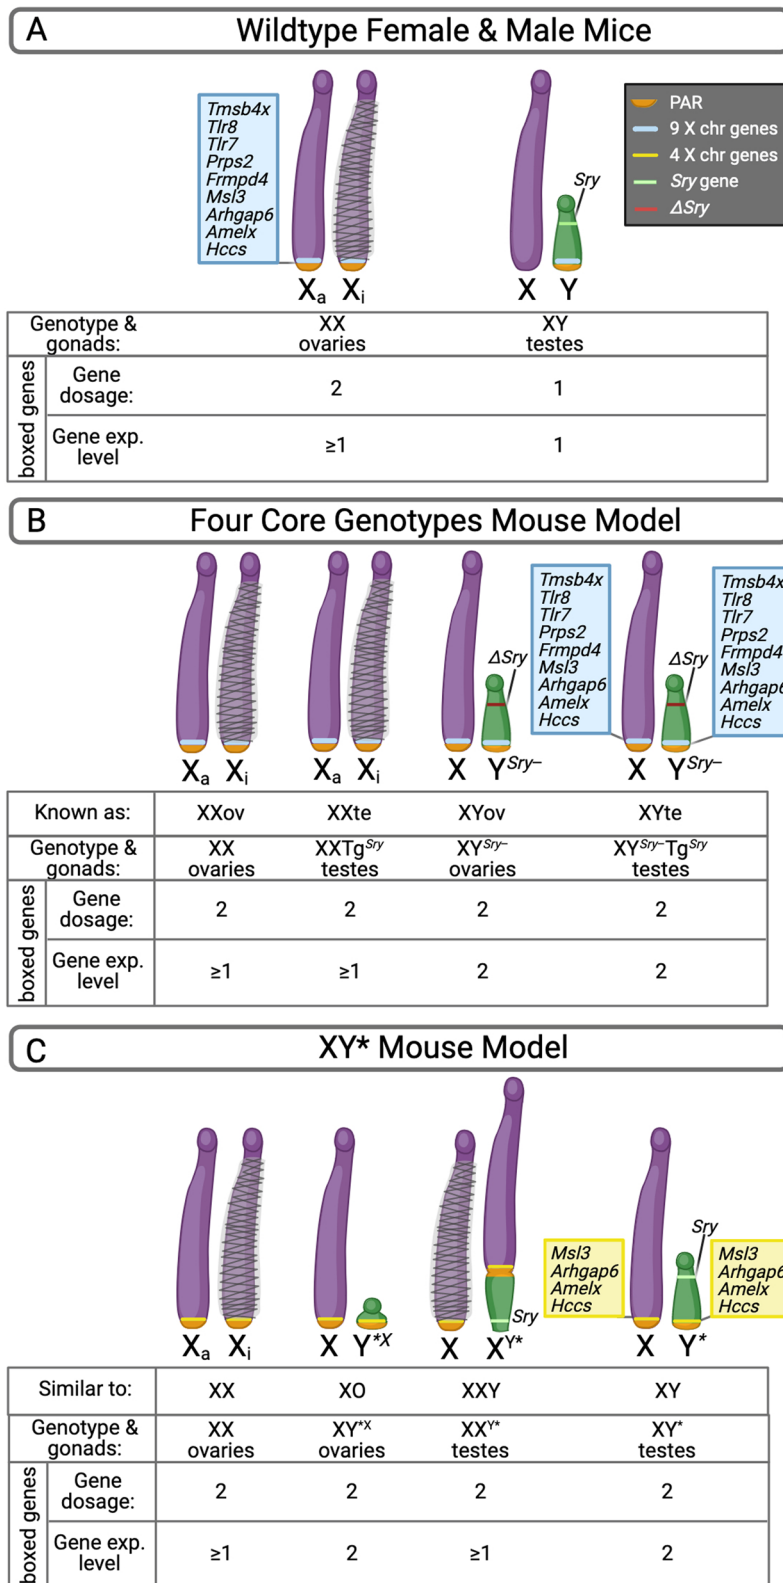 A
Wildtype Female & Male Mice
Tmsb4x
Tlr8
Tlr7
Prps2
Frmpd4
Msl3
Arhgap6
Amelx
Hccs
Sry
PAR
9 X chr genes
4 X chr genes
Sry gene
ΔSry
Xa Xi X Y
Genotype & gonads:
XX ovaries
XY testes
boxed genes
Gene dosage:
2 1
Gene exp. level
≥1 1
B
Four Core Genotypes Mouse Model
ΔSry
Tmsb4x
Tlr8
Tlr7
Prps2
Frmpd4
Msl3
Arhgap6
Amelx
Hccs
ΔSry
Tmsb4x
Tlr8
Tlr7
Prps2
Frmpd4
Msl3
Arhgap6
Amelx
Hccs
Xa Xi Xa Xi X YSry– X YSry–
Known as: XXov XXte XYov XYte
Genotype & gonads:
XX ovaries
XXTgSry testes
XYSry– ovaries
XYSry–TgSry testes
boxed genes
Gene dosage:
2 2 2 2
Gene exp. level
≥1 ≥1 2 2
C
XY* Mouse Model
Sry
Msl3
Arhgap6
Amelx
Hccs
Sry
Msl3
Arhgap6
Amelx
Hccs
Xa Xi X Y*X X XY* X Y*
Similar to: XX XO XXY XY
Genotype & gonads:
XX ovaries
XY*X ovaries
XXY* testes
XY* testes
boxed genes
Gene dosage:
2 2 2 2
Gene exp. level
≥1 2 ≥1 2